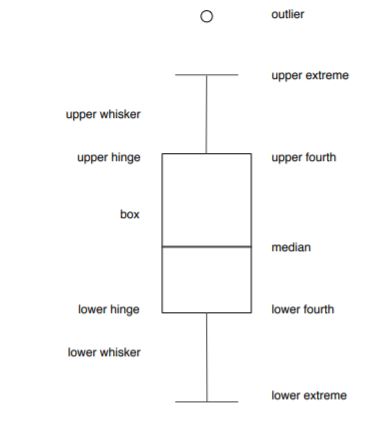 outlier
upper extreme
upper whisker
upper hinge
upper fourth
box
median
lower hinge
lower fourth
lower whisker
lower extreme